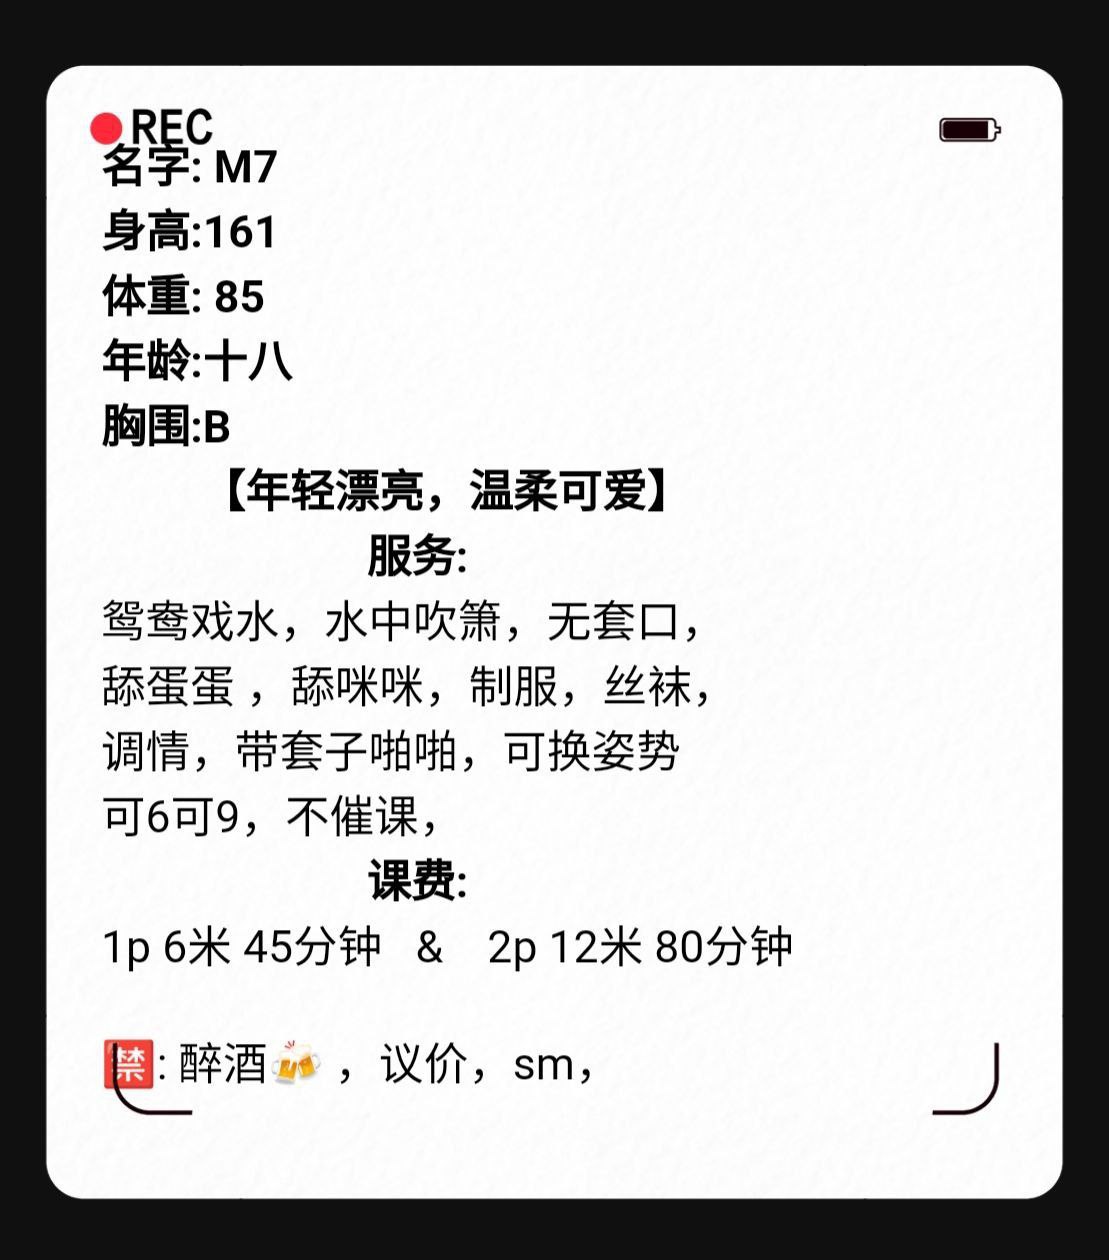 REC
名字: M7
身高:161
体重: 85
年龄:十八
胸围:B
【年轻漂亮，温柔可爱】
服务:
鸳鸯戏水，水中吹箫，无套口，
舔蛋蛋 ，舔咪咪，制服，丝袜，
调情，带套子啪啪，可换姿势
可6可9，不催课，
课费:
1p 6米 45分钟 & 2p 12米 80分钟
🈲: 醉酒🍻 ，议价，sm，